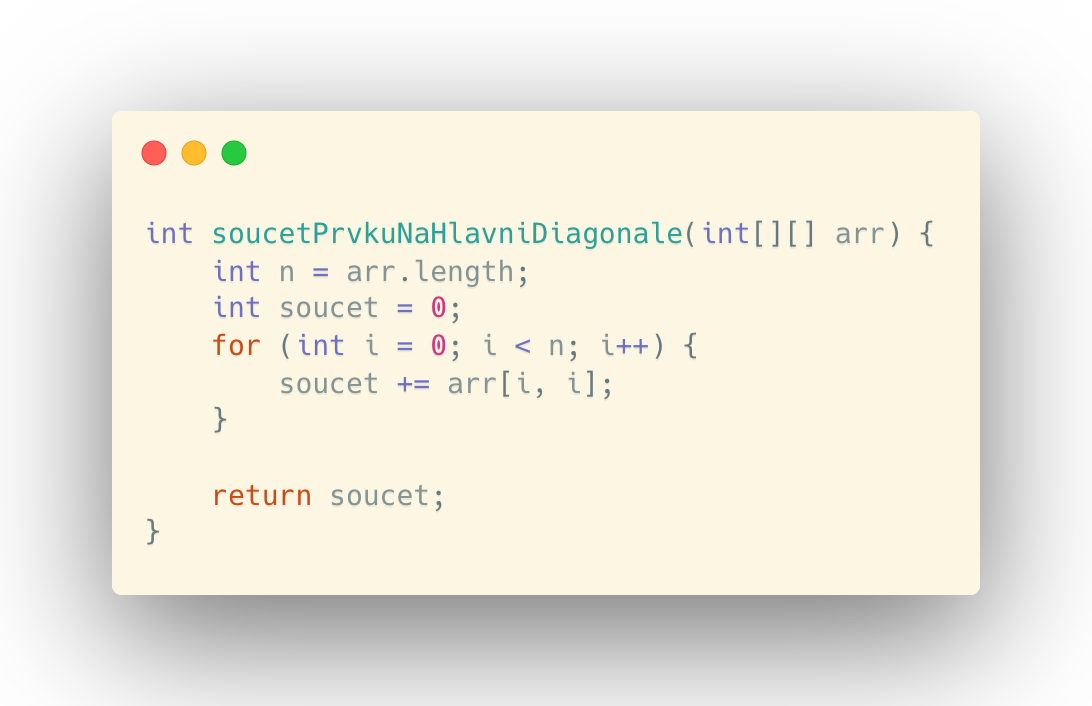 int soucetPrvkuNaHlavniDiagonale(int[][] arr) {
    int n = arr.length;
    int soucet = 0;
    for (int i = 0; i < n; i++) {
        soucet += arr[i, i];
    }

    return soucet;
}